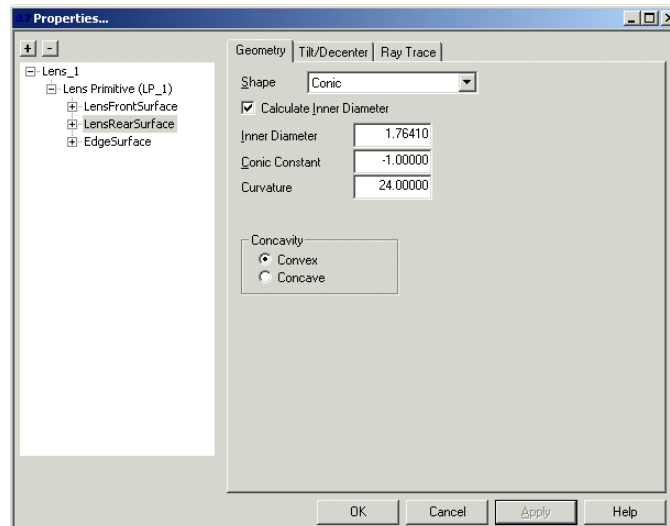 Properties...
+ -
Lens_1
Lens Primitive (LP_1)
LensFrontSurface
LensRearSurface
EdgeSurface
Geometry Tilt/Decenter Ray Trace
Shape Conic
Calculate Inner Diameter
Inner Diameter 1.76410
Conic Constant -1.00000
Curvature 24.00000
Concavity
Convex
Concave
OK Cancel Apply Help